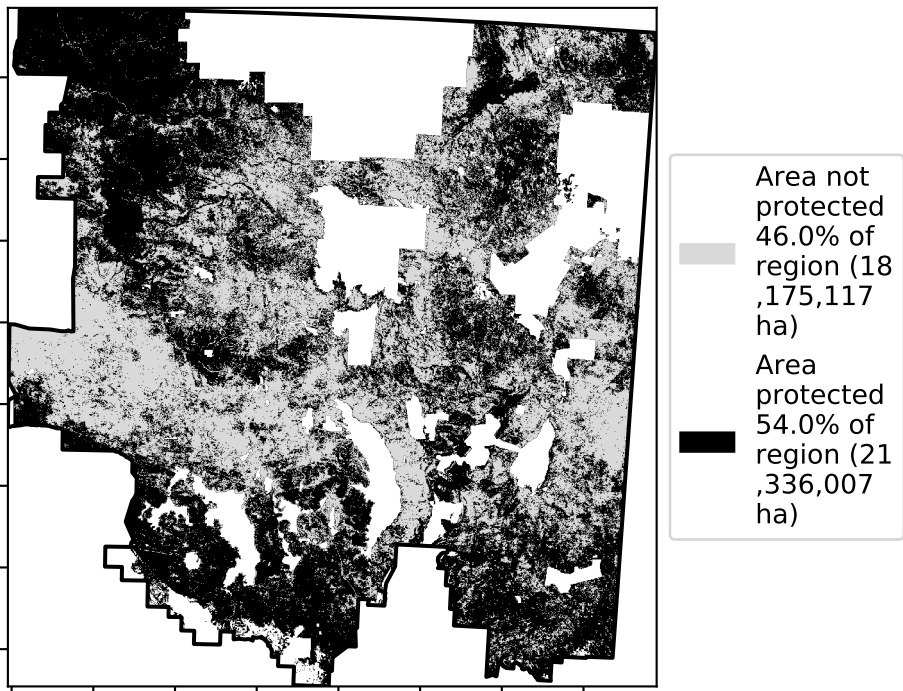 Area not
protected
46.0% of
region (18
,175,117
ha)
Area
protected
54.0% of
region (21
,336,007
ha)